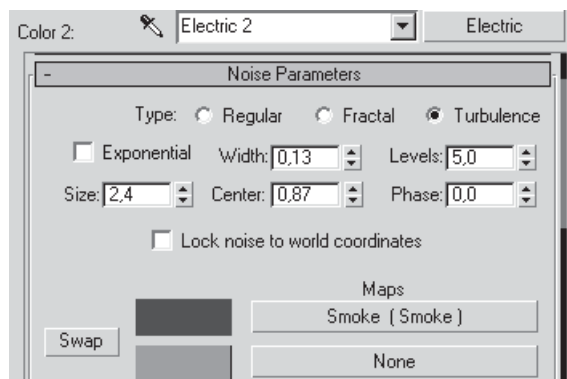 Color 2: Electric 2 Electric
- Noise Parameters
Type: Regular Fractal Turbulence
Exponential Width: 0,13 Levels: 5,0
Size: 2,4 Center: 0,87 Phase: 0,0
Lock noise to world coordinates
Maps
Smoke ( Smoke )
Swap
None